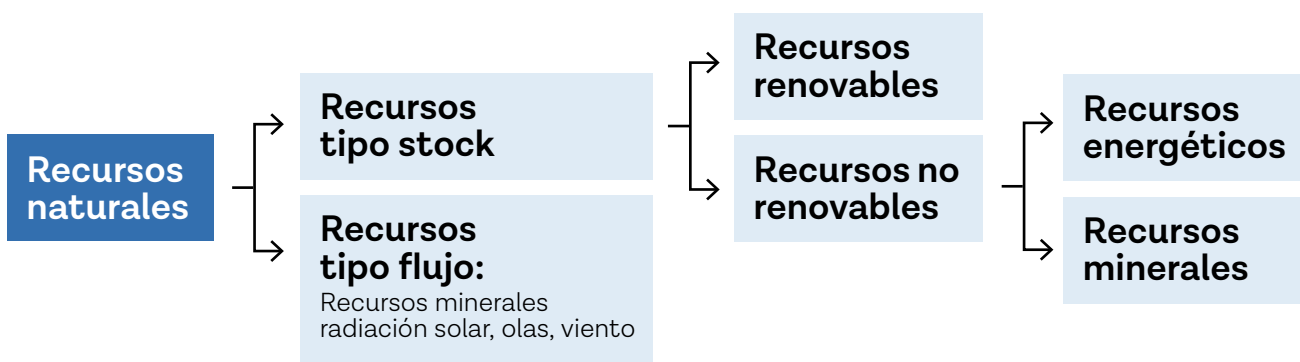 Recursos
naturales
Recursos
tipo stock
Recursos
tipo flujo:
Recursos minerales
radiación solar, olas, viento
Recursos
renovables
Recursos no
renovables
Recursos
energéticos
Recursos
minerales